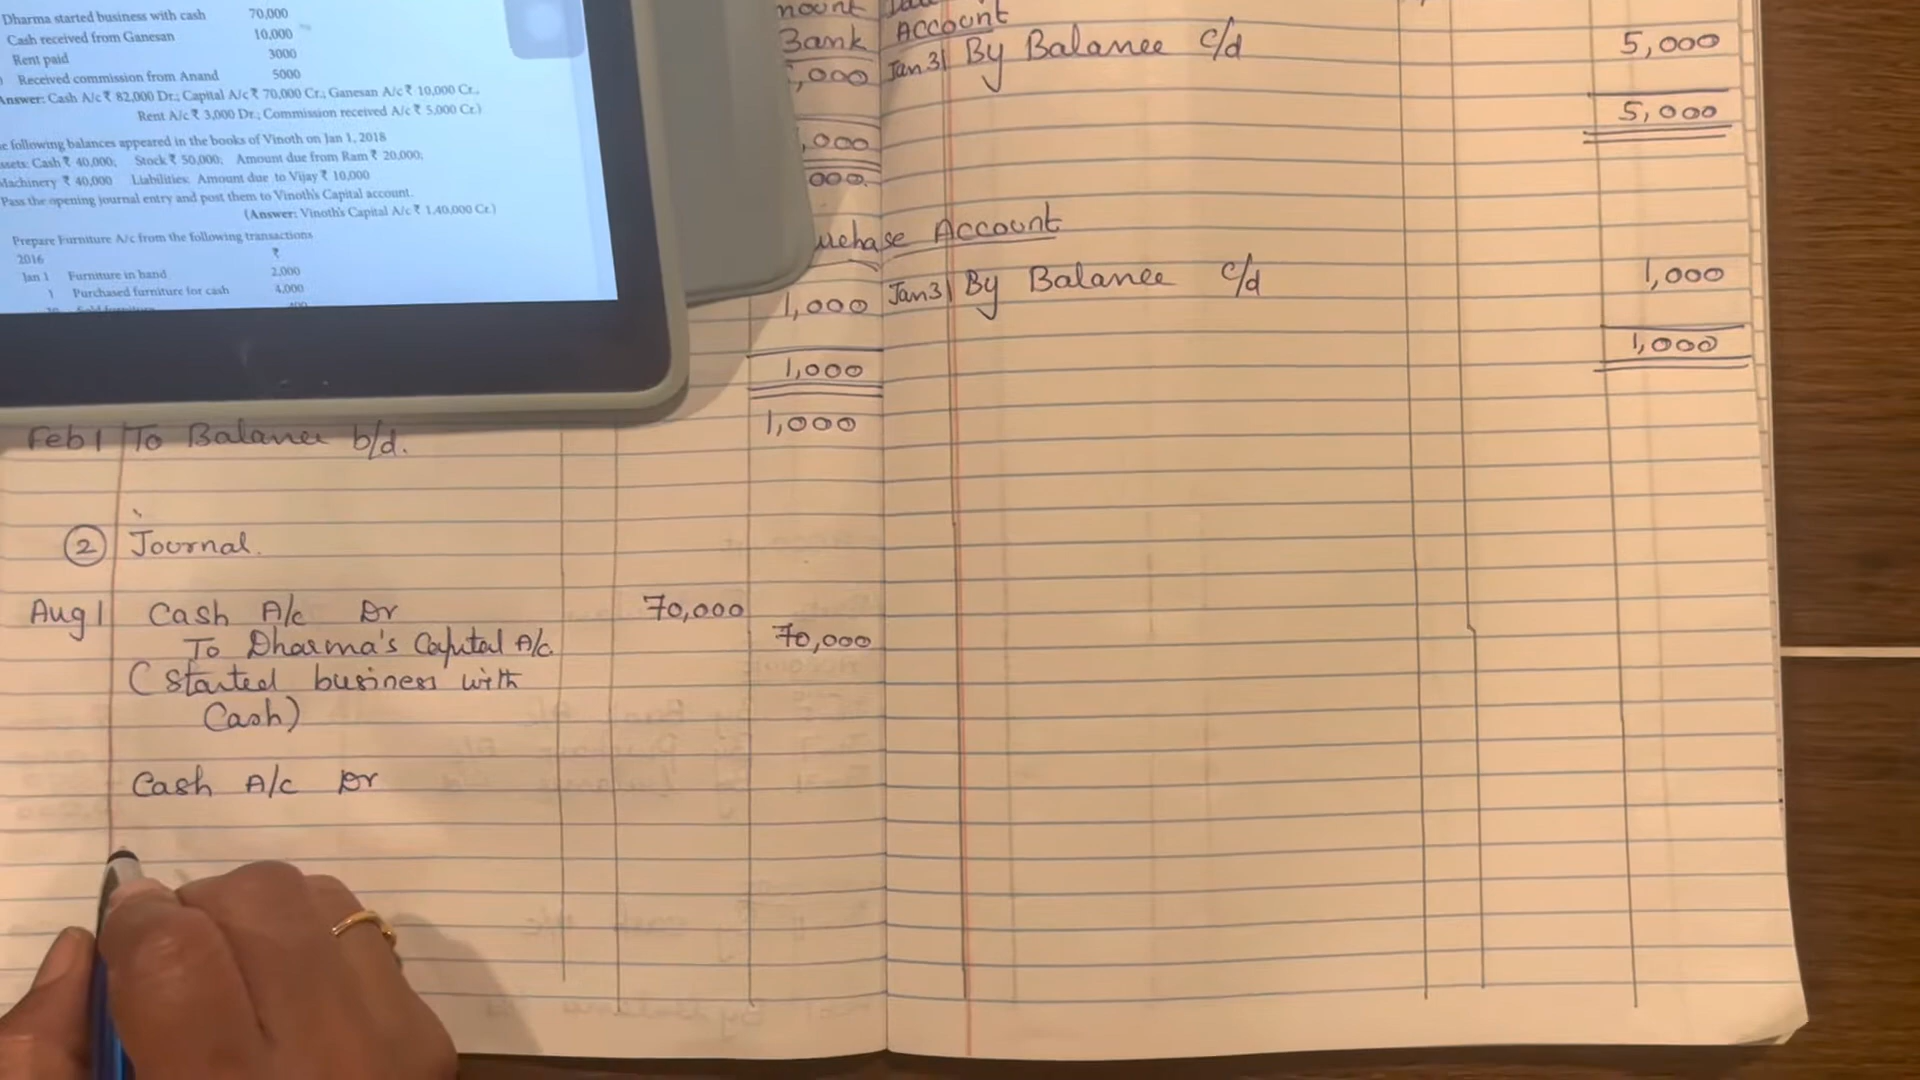 Dharma started business with cash 70,000
Cash received from Ganesan 10,000
Rent paid 3000
Received commission from Anand 5000
Answer: Cash A/c ₹ 82,000 Dr.; Capital A/c ₹ 70,000 Cr.; Ganesan A/c ₹ 10,000 Cr.,
Rent A/c ₹ 3,000 Dr.; Commission received A/c ₹ 5,000 Cr.)
following balances appeared in the books of Vinoth on Jan 1, 2018
Cash ₹ 40,000; Stock ₹ 50,000; Amount due from Ram ₹ 20,000;
Machinery ₹ 40,000 Liabilities: Amount due to Vijay ₹ 10,000
Pass the opening journal entry and post them to Vinoth's Capital account.
(Answer: Vinoth's Capital A/c ₹ 1,40,000 Cr.)
Prepare Furniture A/c from the following transactions
2016 ₹
Jan 1 Furniture in hand 2,000
1 Purchased furniture for cash 4,000
Bank Account
,000 Jan 31 By Balance c/d 5,000
,000 5,000
000
Account
1,000 Jan 31 By Balance c/d 1,000
1,000 1,000
Feb 1 To Balance b/d. 1,000
2 Journal.
Aug 1 Cash A/c Dr 70,000
To Dharma's Capital A/c. 70,000
( Started business with
Cash)
Cash A/c Dr